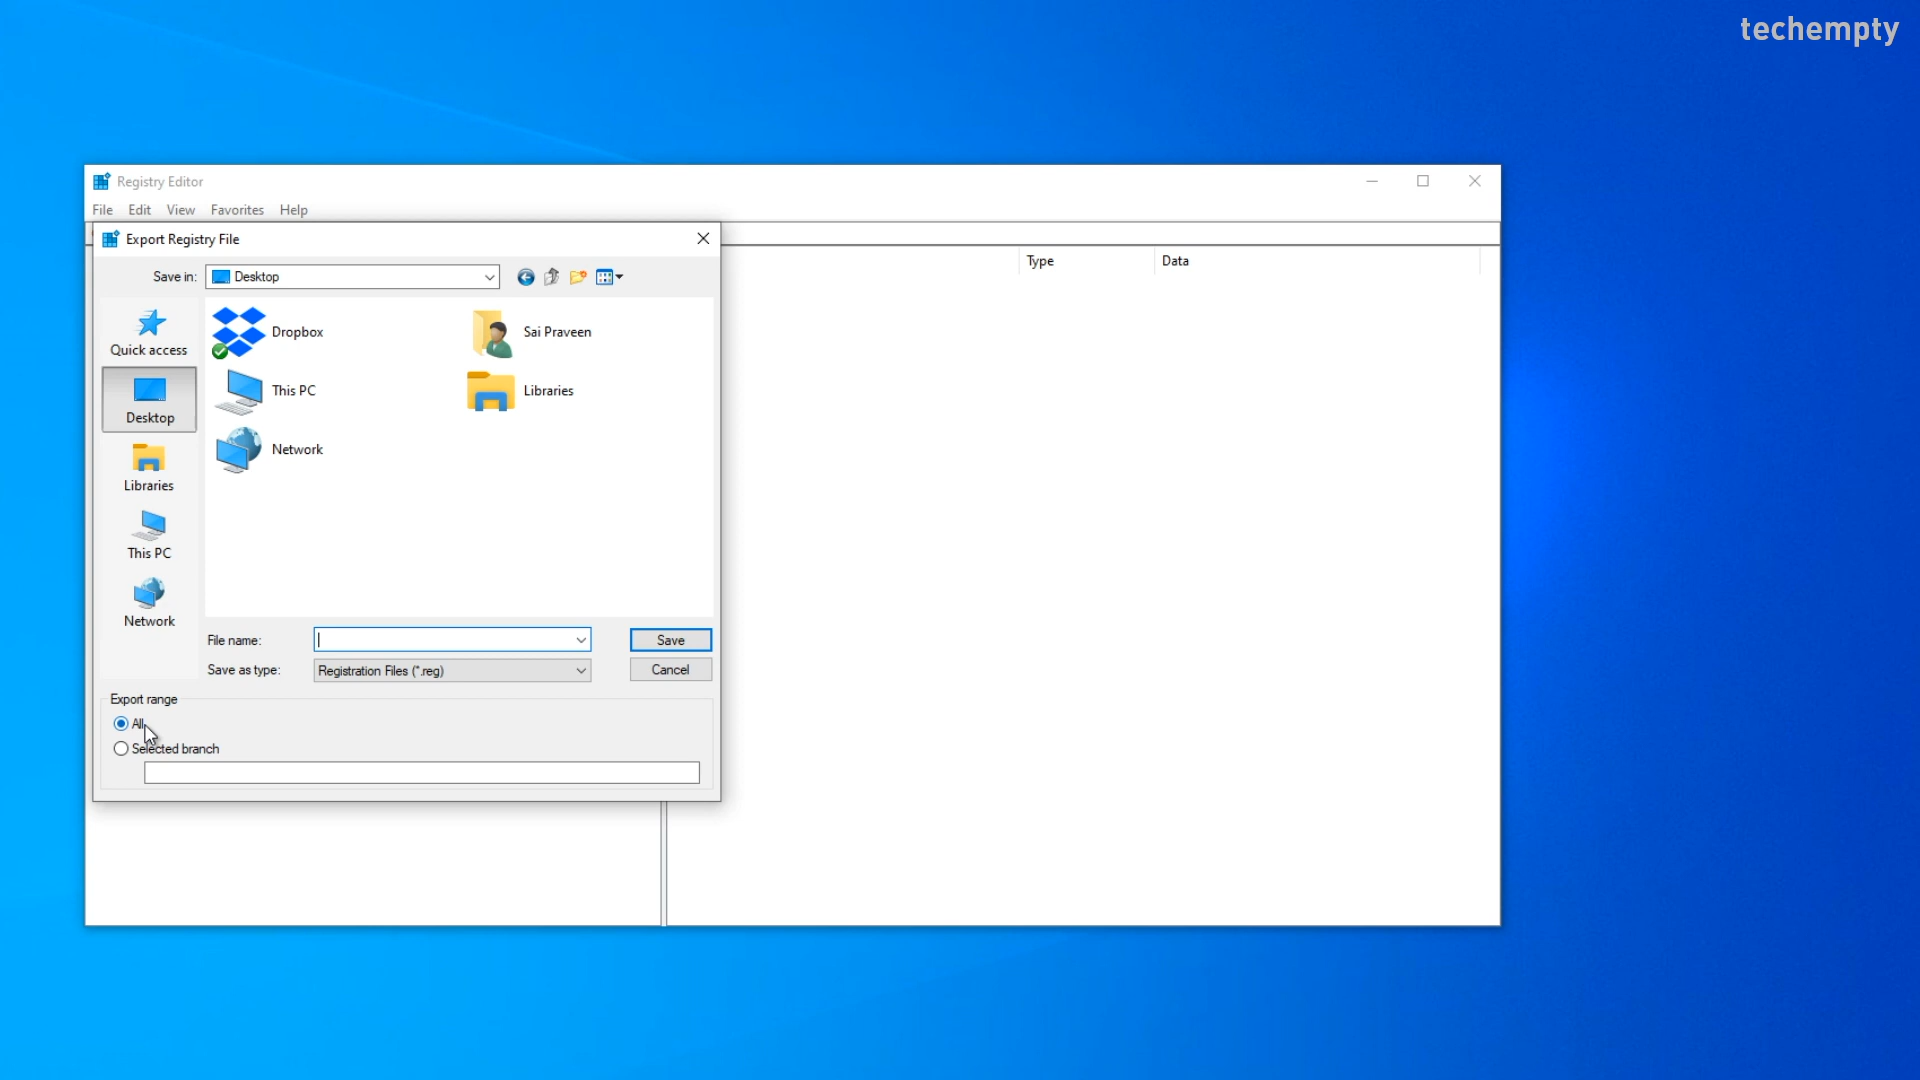 techempty
Registry Editor
File Edit View Favorites Help
Export Registry File
Save in: Desktop
Type Data
Quick access
Desktop
Libraries
This PC
Network
Dropbox
Sai Praveen
This PC
Libraries
Network
File name: Save
Save as type: Registration Files (*.reg) Cancel
Export range
All
Selected branch